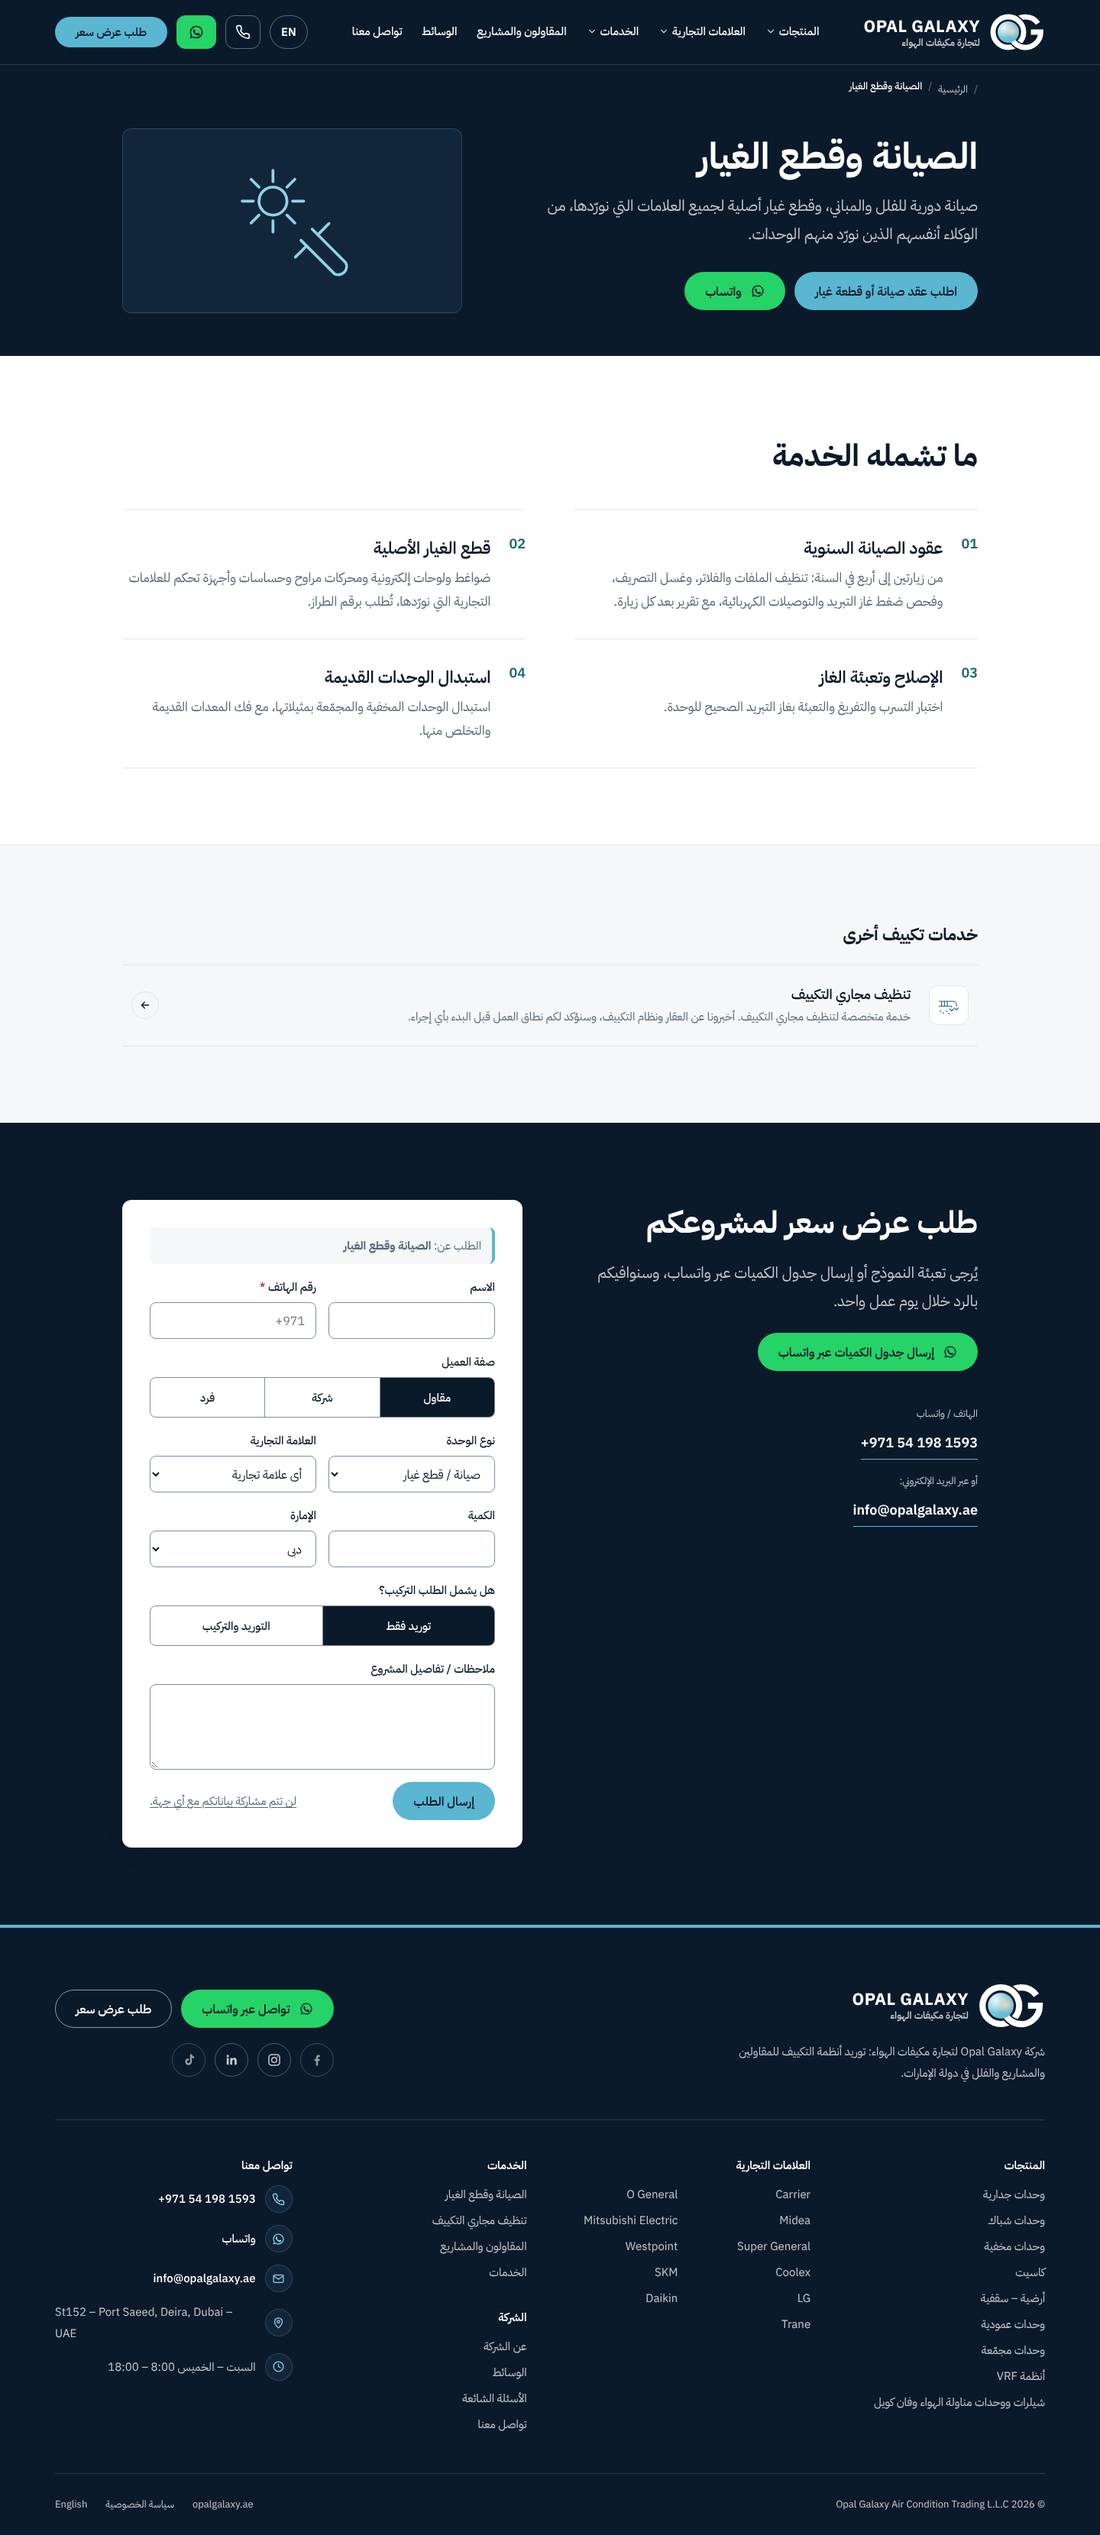 OPAL GALAXY
لتجارة مكيفات الهواء
المنتجات
العلامات التجارية
الخدمات
المقاولون والمشاريع
الوسائط
تواصل معنا
EN
طلب عرض سعر
/ الرئيسية / الصيانة وقطع الغيار
الصيانة وقطع الغيار
صيانة دورية للفلل والمباني، وقطع غيار أصلية لجميع العلامات التي نورّدها، من
الوكلاء أنفسهم الذين نورّد منهم الوحدات.
اطلب عقد صيانة أو قطعة غيار
واتساب
ما تشمله الخدمة
01
عقود الصيانة السنوية
من زيارتين إلى أربع في السنة: تنظيف الملفات والفلاتر، وغسل التصريف،
وفحص ضغط غاز التبريد والتوصيلات الكهربائية، مع تقرير بعد كل زيارة.
02
قطع الغيار الأصلية
ضواغط ولوحات إلكترونية ومحركات مراوح وحساسات وأجهزة تحكم للعلامات
التجارية التي نورّدها، تُطلب برقم الطراز.
03
الإصلاح وتعبئة الغاز
اختبار التسرب والتفريغ والتعبئة بغاز التبريد الصحيح للوحدة.
04
استبدال الوحدات القديمة
استبدال الوحدات المخفية والمجمّعة بمثيلاتها، مع فك المعدات القديمة
والتخلص منها.
خدمات تكييف أخرى
تنظيف مجاري التكييف
خدمة متخصصة لتنظيف مجاري التكييف. أخبرونا عن العقار ونظام التكييف، وسنؤكد لكم نطاق العمل قبل البدء بأي إجراء.
طلب عرض سعر لمشروعكم
يُرجى تعبئة النموذج أو إرسال جدول الكميات عبر واتساب، وسنوافيكم
بالرد خلال يوم عمل واحد.
إرسال جدول الكميات عبر واتساب
الهاتف / واتساب
+971 54 198 1593
أو عبر البريد الإلكتروني:
info@opalgalaxy.ae
الطلب عن: الصيانة وقطع الغيار
الاسم
رقم الهاتف *
+971
صفة العميل
مقاول
شركة
فرد
نوع الوحدة
العلامة التجارية
صيانة / قطع غيار
أي علامة تجارية
الكمية
الإمارة
دبي
هل يشمل الطلب التركيب؟
توريد فقط
التوريد والتركيب
ملاحظات / تفاصيل المشروع
إرسال الطلب
لن تتم مشاركة بياناتكم مع أي جهة.
OPAL GALAXY
لتجارة مكيفات الهواء
شركة Opal Galaxy لتجارة مكيفات الهواء: توريد أنظمة التكييف للمقاولين
والمشاريع والفلل في دولة الإمارات.
تواصل عبر واتساب
طلب عرض سعر
المنتجات
وحدات جدارية
وحدات شباك
وحدات مخفية
كاسيت
أرضية – سقفية
وحدات عمودية
وحدات مجمّعة
أنظمة VRF
شيلرات ووحدات مناولة الهواء وفان كويل
العلامات التجارية
Carrier
Midea
Super General
Coolex
LG
Trane
O General
Mitsubishi Electric
Westpoint
SKM
Daikin
الخدمات
الصيانة وقطع الغيار
تنظيف مجاري التكييف
المقاولون والمشاريع
الخدمات
الشركة
عن الشركة
الوسائط
الأسئلة الشائعة
تواصل معنا
تواصل معنا
+971 54 198 1593
واتساب
info@opalgalaxy.ae
St152 – Port Saeed, Deira, Dubai –
UAE
السبت – الخميس 8:00 – 18:00
© 2026 Opal Galaxy Air Condition Trading L.L.C
opalgalaxy.ae
سياسة الخصوصية
English